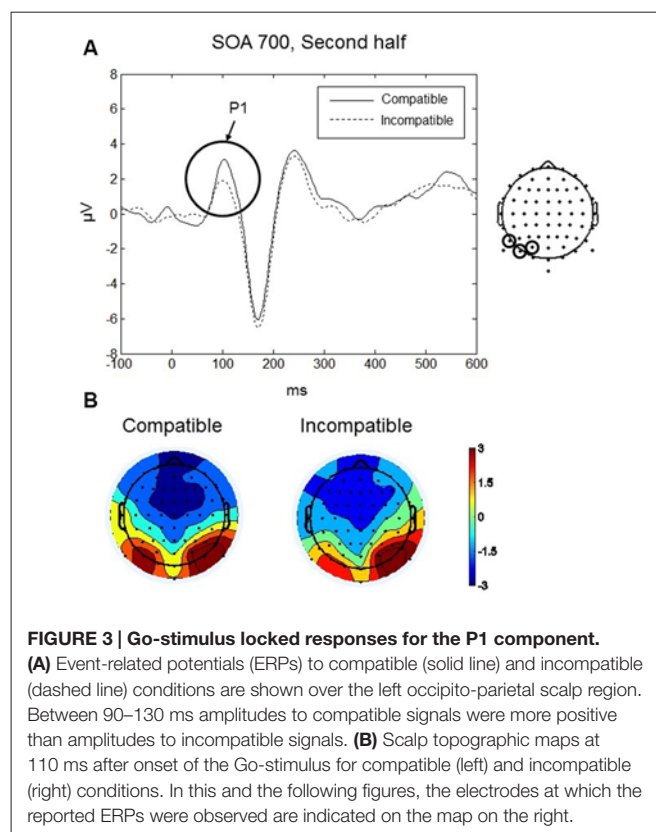 A
SOA 700, Second half
8
6
4
2
0
-2
-4
-6
-8
µV
P1
Compatible
Incompatible
-100 0 100 200 300 400 500 600
ms
B
Compatible Incompatible
3
1.5
0
-1.5
-3
FIGURE 3 | Go-stimulus locked responses for the P1 component.
(A) Event-related potentials (ERPs) to compatible (solid line) and incompatible
(dashed line) conditions are shown over the left occipito-parietal scalp region.
Between 90–130 ms amplitudes to compatible signals were more positive
than amplitudes to incompatible signals. (B) Scalp topographic maps at
110 ms after onset of the Go-stimulus for compatible (left) and incompatible
(right) conditions. In this and the following figures, the electrodes at which the
reported ERPs were observed are indicated on the map on the right.